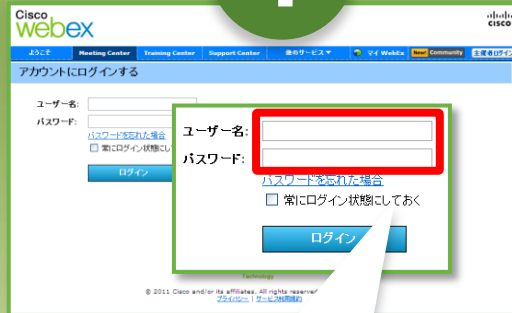 Cisco
webex
cisco
ようこそ Meeting Center Training Center Support Center 他のサービス▼ マイ WebEx New! Community 主催者ログイン
アカウントにログインする
ユーザー名:
パスワード:
パスワードを忘れた場合
常にログイン状態にし
ログイン
ユーザー名:
パスワード:
パスワードを忘れた場合
常にログイン状態にしておく
ログイン
Technology
© 2011 Cisco and/or its affiliates. All rights reserved
プライバシー | サービス利用規約